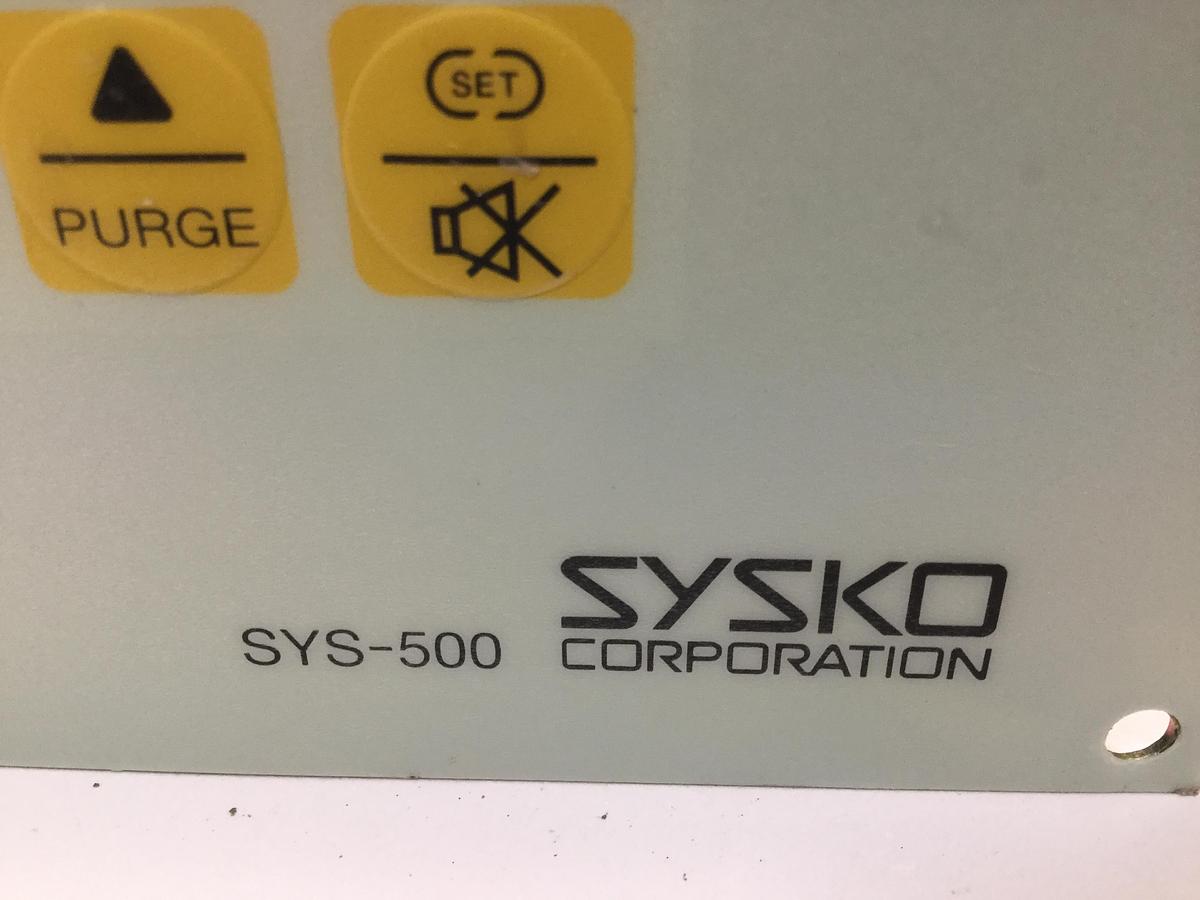 SET
PURGE
SYS-500
SYSKO
CORPORATION